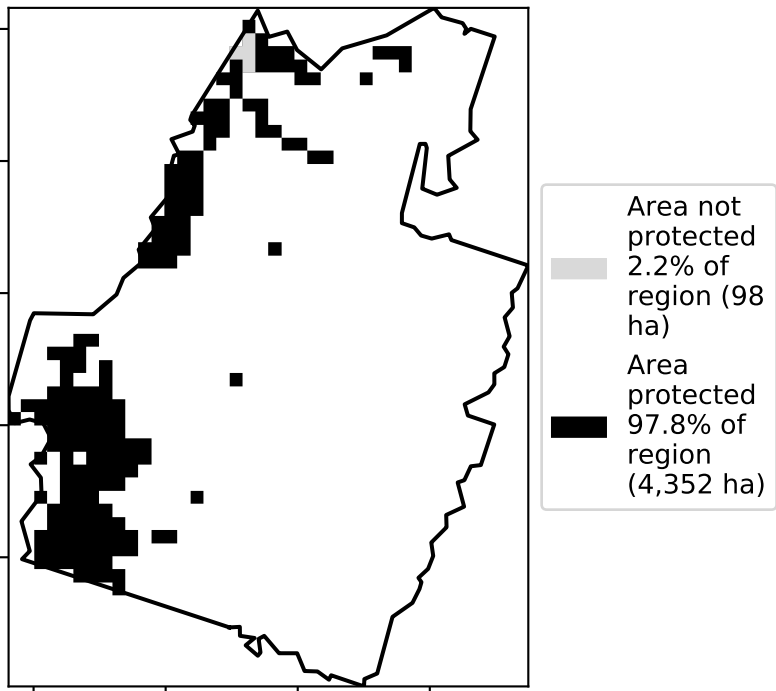 Area not
protected
2.2% of
region (98
ha)
Area
protected
97.8% of
region
(4,352 ha)